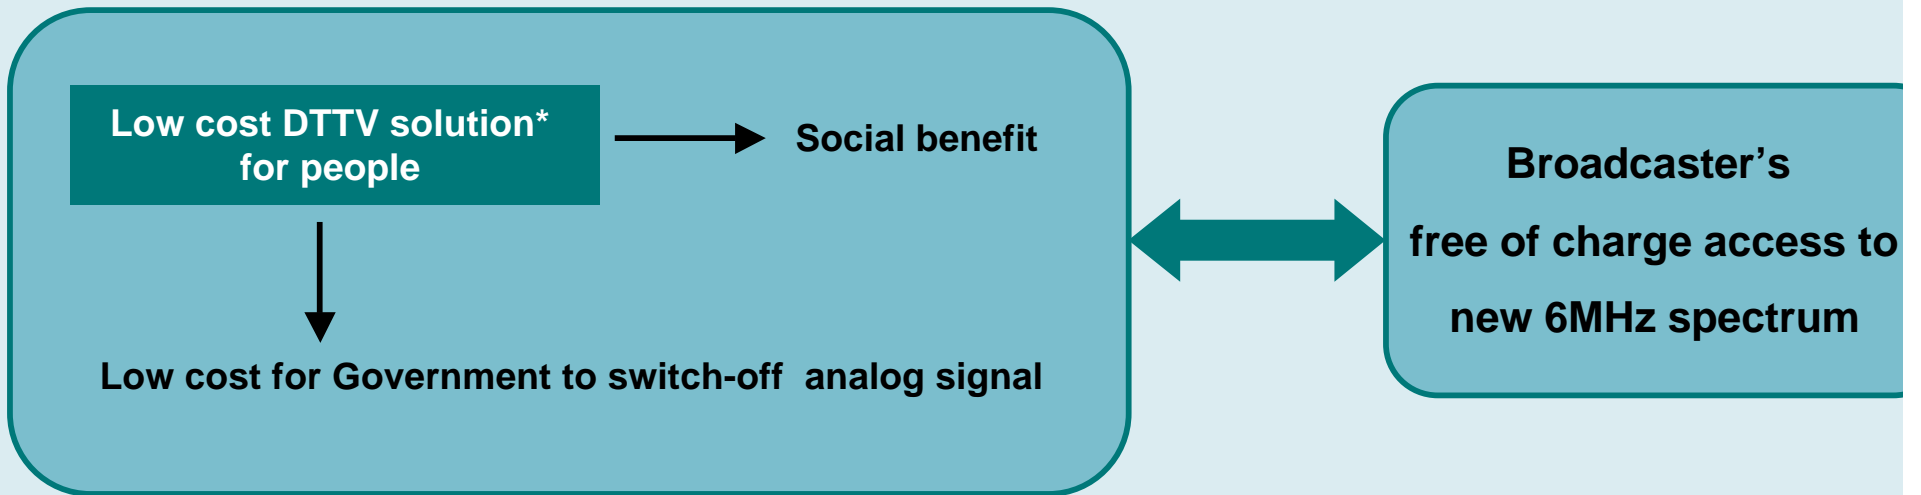 Low cost DTTV solution*
for people
Social benefit
Low cost for Government to switch-off analog signal
Broadcaster’s
free of charge access to
new 6MHz spectrum